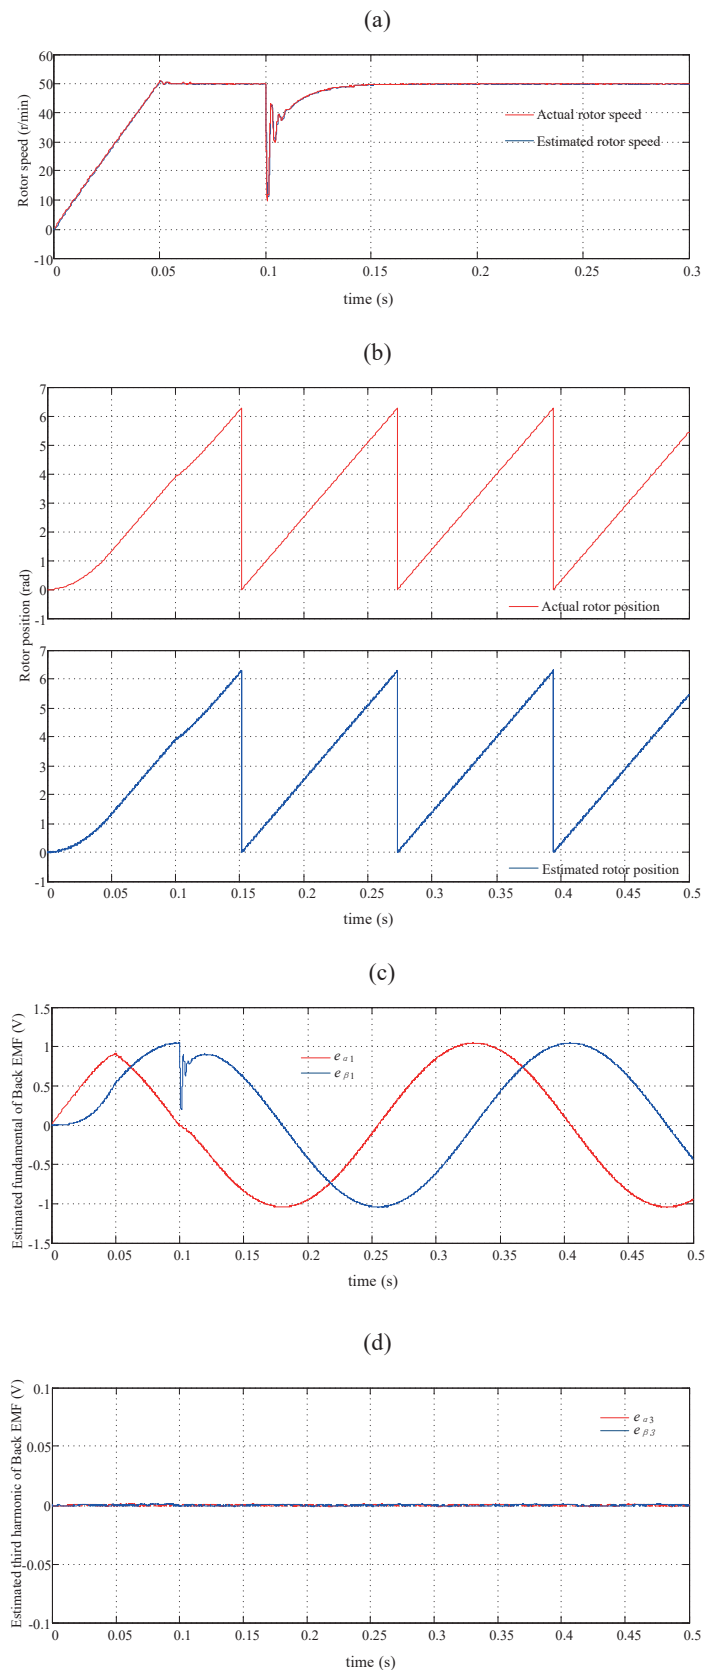 (a)
Rotor speed (r/min)
60
50
40
30
20
10
0
-10
Actual rotor speed
Estimated rotor speed
0 0.05 0.1 0.15 0.2 0.25 0.3
time (s)
(b)
Rotor position (rad)
7
6
5
4
3
2
1
0
-1
Actual rotor position
7
6
5
4
3
2
1
0
-1
Estimated rotor position
0 0.05 0.1 0.15 0.2 0.25 0.3 0.35 0.4 0.45 0.5
time (s)
(c)
Estimated fundamental of Back EMF (V)
1.5
1
0.5
0
-0.5
-1
-1.5
e α 1
e β 1
0 0.05 0.1 0.15 0.2 0.25 0.3 0.35 0.4 0.45 0.5
time (s)
(d)
Estimated third harmonic of Back EMF (V)
0.1
0.05
0
-0.05
-0.1
e α 3
e β 3
0 0.05 0.1 0.15 0.2 0.25 0.3 0.35 0.4 0.45 0.5
time (s)